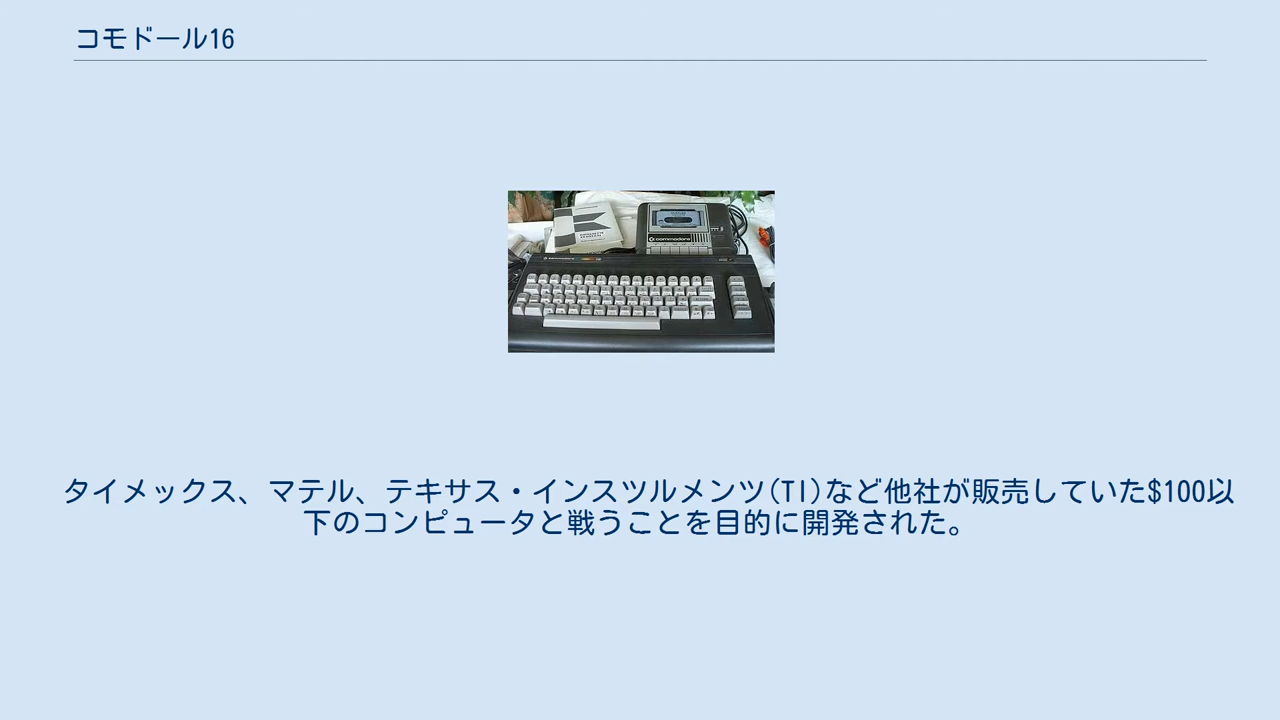 コモドール16
commodore
タイメックス、マテル、テキサス・インスツルメンツ(TI)など他社が販売していた$100以
下のコンピュータと戦うことを目的に開発された。